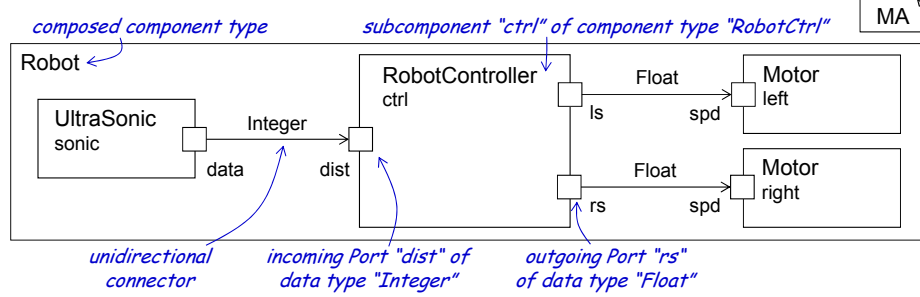 composed component type
subcomponent "ctrl" of component type "RobotCtrl"
MA
Robot
RobotController
ctrl
Float
Motor
left
UltraSonic
sonic
Integer
ls
spd
data
dist
Float
Motor
right
rs
spd
unidirectional
connector
incoming Port "dist" of
data type "Integer"
outgoing Port "rs"
of data type "Float"